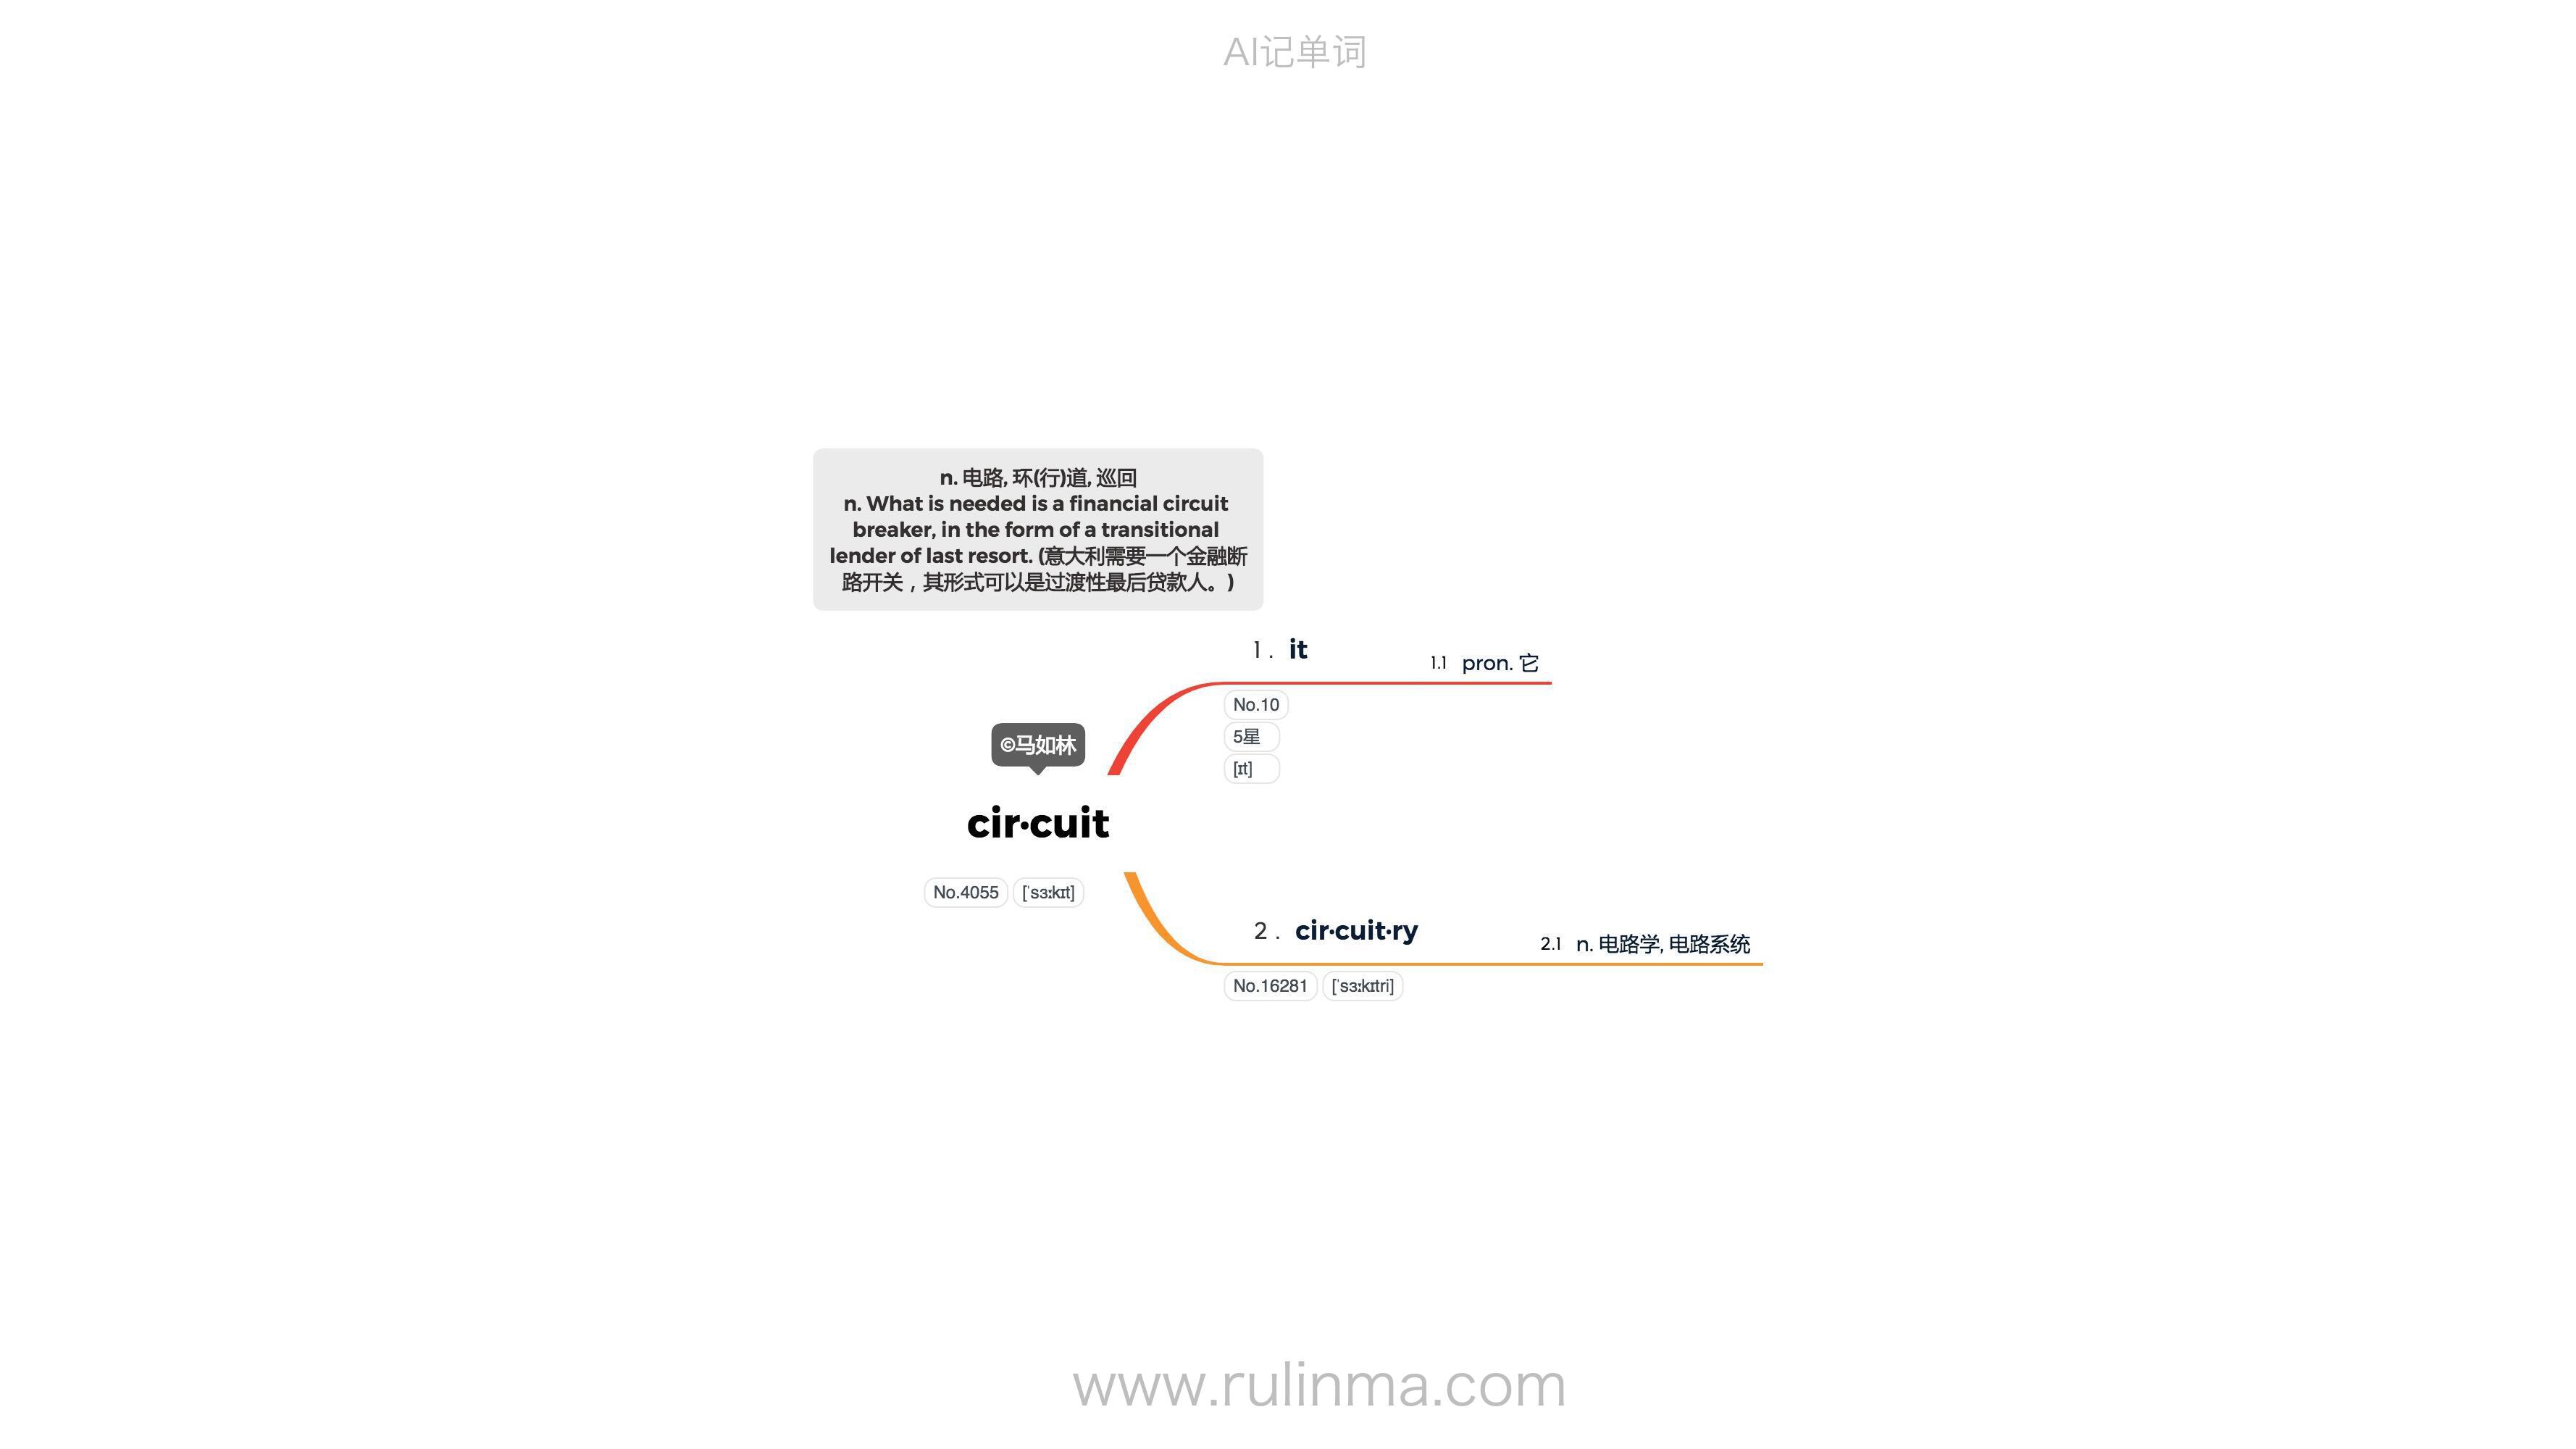 AI记单词
n. 电路, 环(行)道, 巡回
n. What is needed is a financial circuit
breaker, in the form of a transitional
lender of last resort. (意大利需要一个金融断
路开关，其形式可以是过渡性最后贷款人。)
1 . it
1.1 pron. 它
No.10
5星
[ɪt]
©马如林
cir·cuit
No.4055 [ˈsɜːkɪt]
2 . cir·cuit·ry
2.1 n. 电路学, 电路系统
No.16281 [ˈsɜːkɪtri]
www.rulinma.com